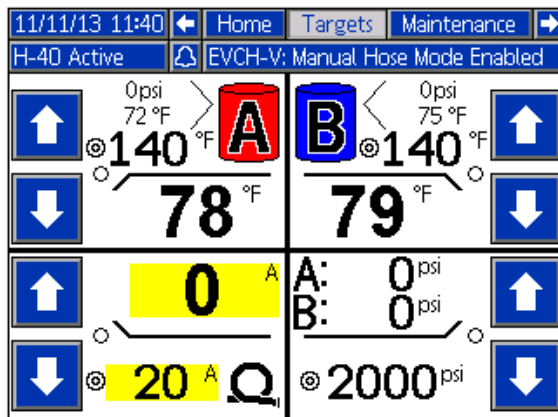 11/11/13 11:40 Home Targets Maintenance
H-40 Active EVCH-V: Manual Hose Mode Enabled
0psi
72 °F
A
140 °F
78 °F
B
0psi
75 °F
140 °F
79 °F
0 A
20 A
A: 0psi
B: 0psi
2000psi